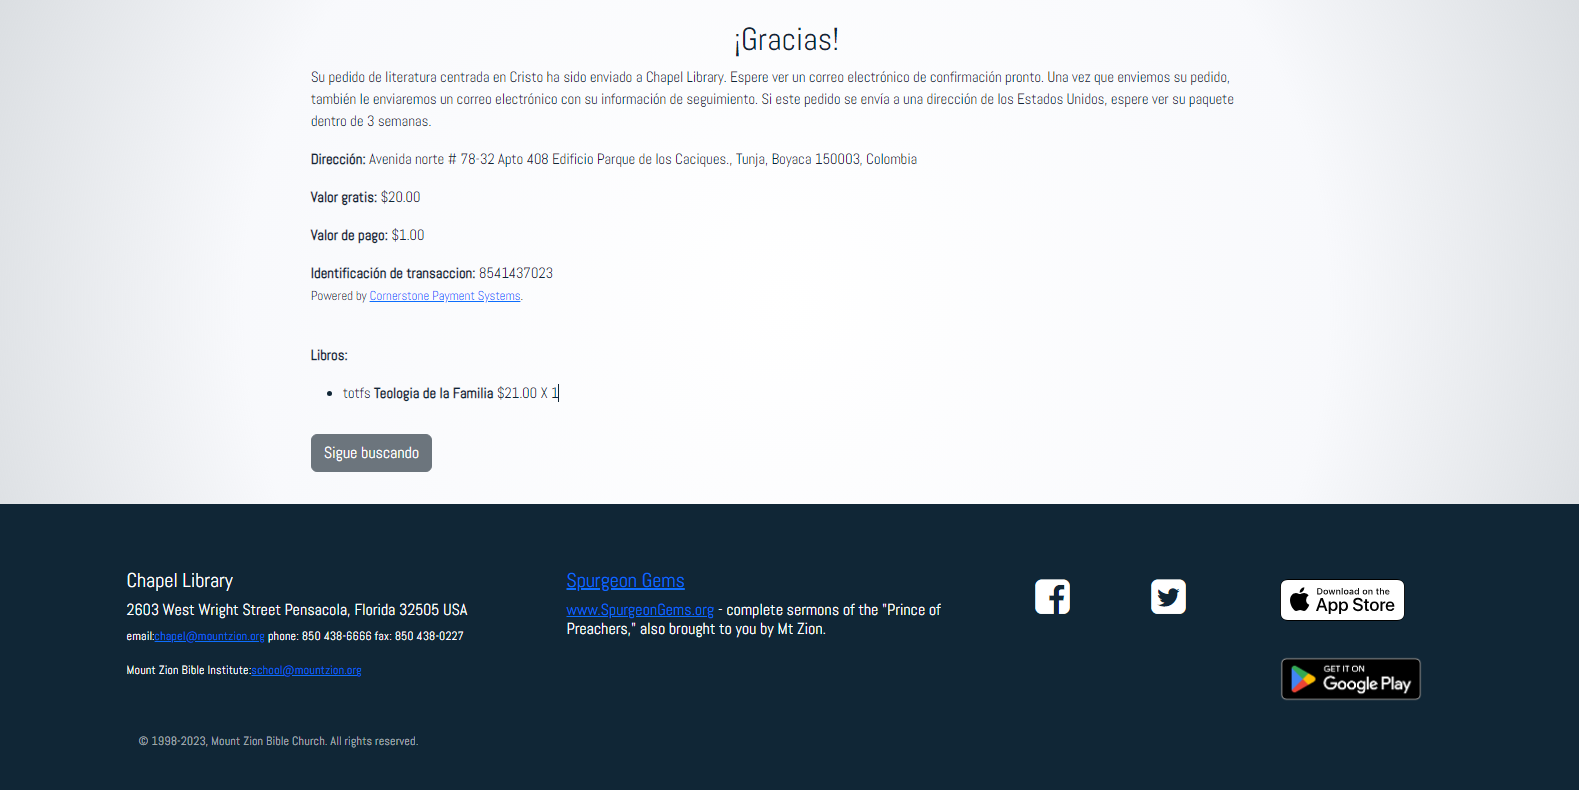 ¡Gracias!
Su pedido de literatura centrada en Cristo ha sido enviado a Chapel Library. Espere ver un correo electrónico de confirmación pronto. Una vez que enviemos su pedido,
también le enviaremos un correo electrónico con su información de seguimiento. Si este pedido se envía a una dirección de los Estados Unidos, espere ver su paquete
dentro de 3 semanas.
Dirección: Avenida norte # 78-32 Apto 408 Edificio Parque de los Caciques., Tunja, Boyaca 150003, Colombia
Valor gratis: $20.00
Valor de pago: $1.00
Identificación de transaccion: 8541437023
Powered by Cornerstone Payment Systems.
Libros:
• totfs Teologia de la Familia $21.00 X 1
Sigue buscando
Chapel Library
2603 West Wright Street Pensacola, Florida 32505 USA
email:chapel@mountzion.org phone: 850 438-6666 fax: 850 438-0227
Mount Zion Bible Institute:school@mountzion.org
Spurgeon Gems
www.SpurgeonGems.org - complete sermons of the "Prince of
Preachers," also brought to you by Mt Zion.
Download on the
App Store
GET IT ON
Google Play
© 1998-2023, Mount Zion Bible Church. All rights reserved.